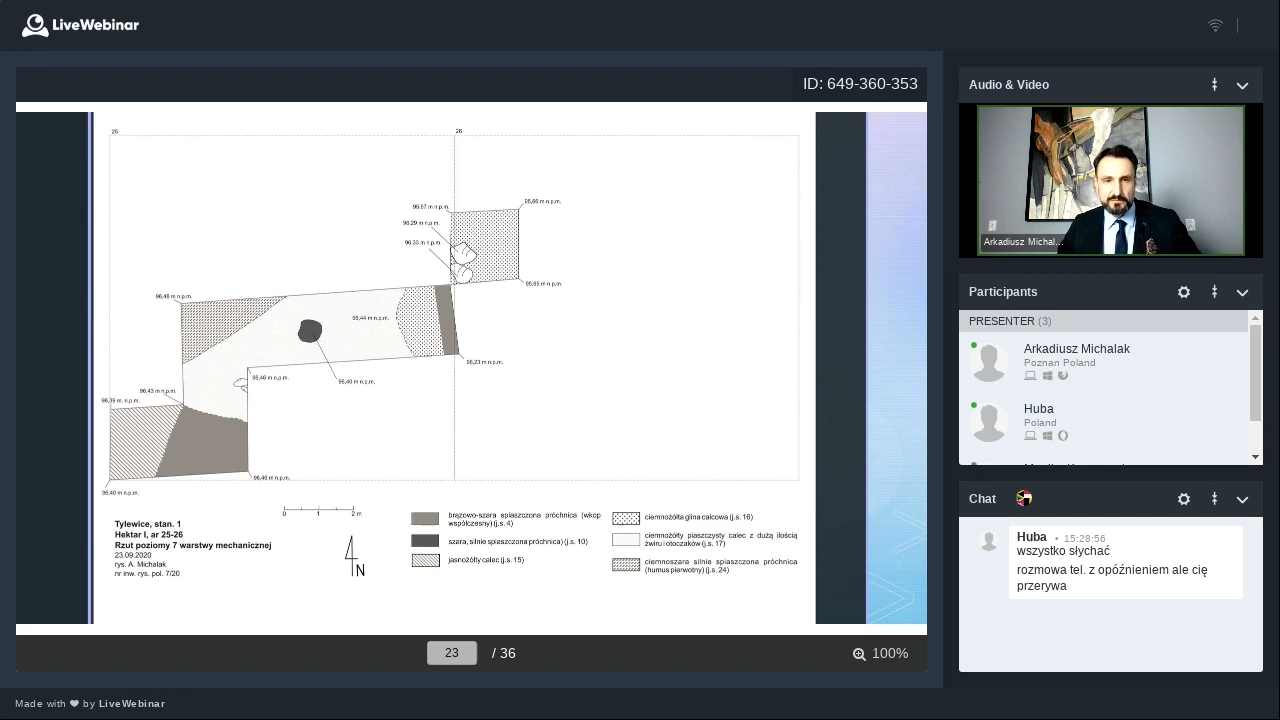 LiveWebinar
ID: 649-360-353
25
26
95,66 m n.p.m.
95,67 m n.p.m.
96,29 m n.p.m.
96,33 m n.p.m.
95,65 m n.p.m.
96,48 m n.p.m.
96,44 m n.p.m.
96,23 m n.p.m.
96,46 m n.p.m.
96,40 m n.p.m.
96,43 m n.p.m.
96,39 m. n.p.m.
96,46 m n.p.m.
96,40 m n.p.m.
0 1 2 m
N
Tylewice, stan. 1
Hektar I, ar 25-26
Rzut poziomy 7 warstwy mechanicznej
23.09.2020
rys. A. Michalak
nr inw. rys. pol. 7/20
brązowo-szara spiaszczona próchnica (wkop
współczesny) (j.s. 4)
szara, silnie spiaszczona próchnica) (j.s. 10)
jasnożółty calec (j.s. 15)
ciemnożółta glina calcowa (j.s. 16)
ciemnożółty piaszczysty calec z dużą ilością
żwiru i otoczaków (j.s. 17)
ciemnoszara silnie spiaszczona próchnica
(humus pierwotny) (j.s. 24)
23 / 36
100%
Audio & Video
Arkadiusz Michal...
Participants
PRESENTER (3)
Arkadiusz Michalak
Poznan Poland
Huba
Poland
Chat
Huba • 15:28:56
wszystko słychać
rozmowa tel. z opóźnieniem ale cię
przerywa
Made with ❤ by LiveWebinar